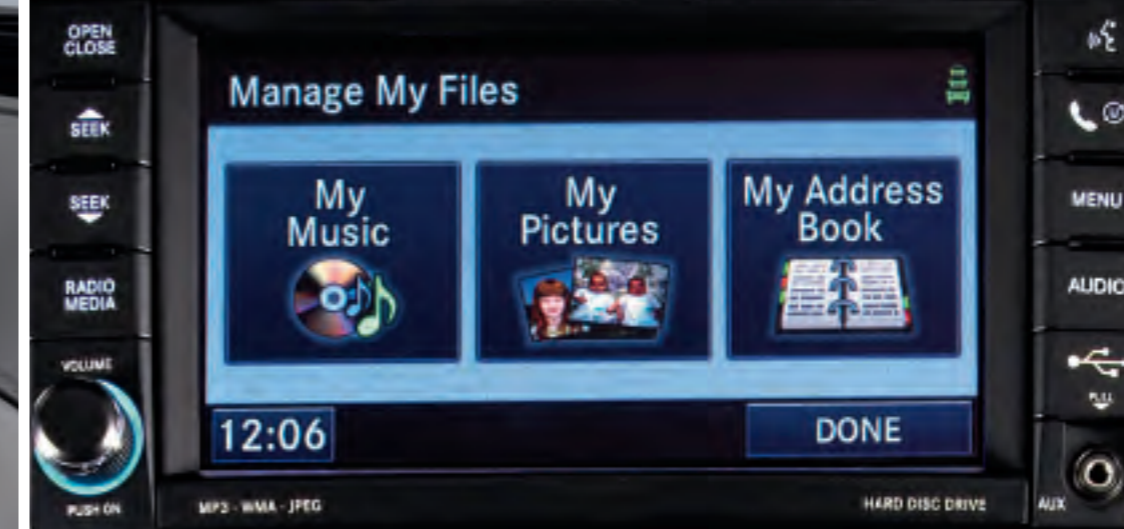 OPEN
CLOSE
SEEK
SEEK
RADIO
MEDIA
VOLUME
PUSH ON
Manage My Files
My
Music
My
Pictures
My Address
Book
12:06
DONE
MP3 - WMA - JPEG
HARD DISC DRIVE
MENU
AUDIO
PULL
AUX